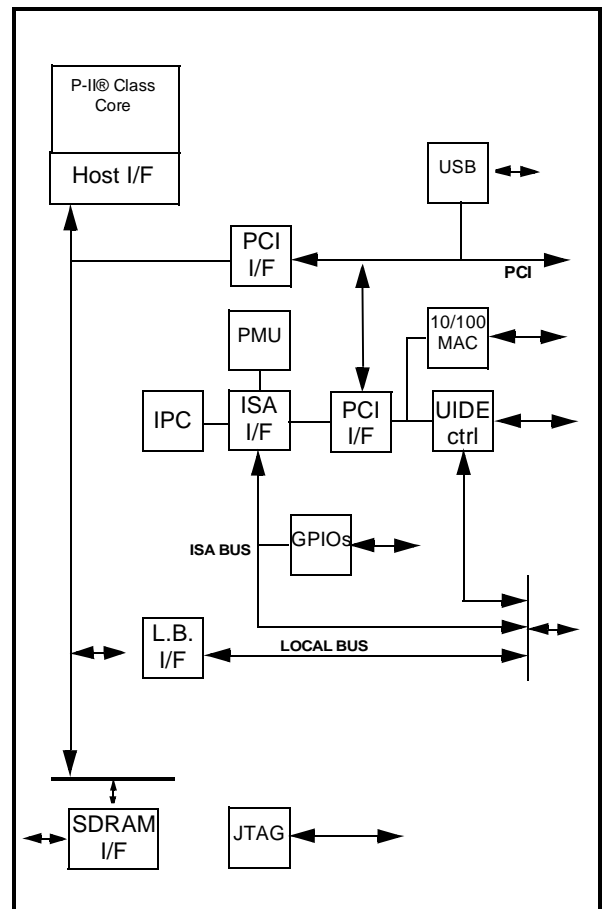 P-II® Class
Core
Host I/F
USB
PCI
I/F
PCI
PMU
10/100
MAC
IPC
ISA
I/F
PCI
I/F
UIDE
ctrl
GPIOs
ISA BUS
L.B.
I/F
LOCAL BUS
SDRAM
I/F
JTAG